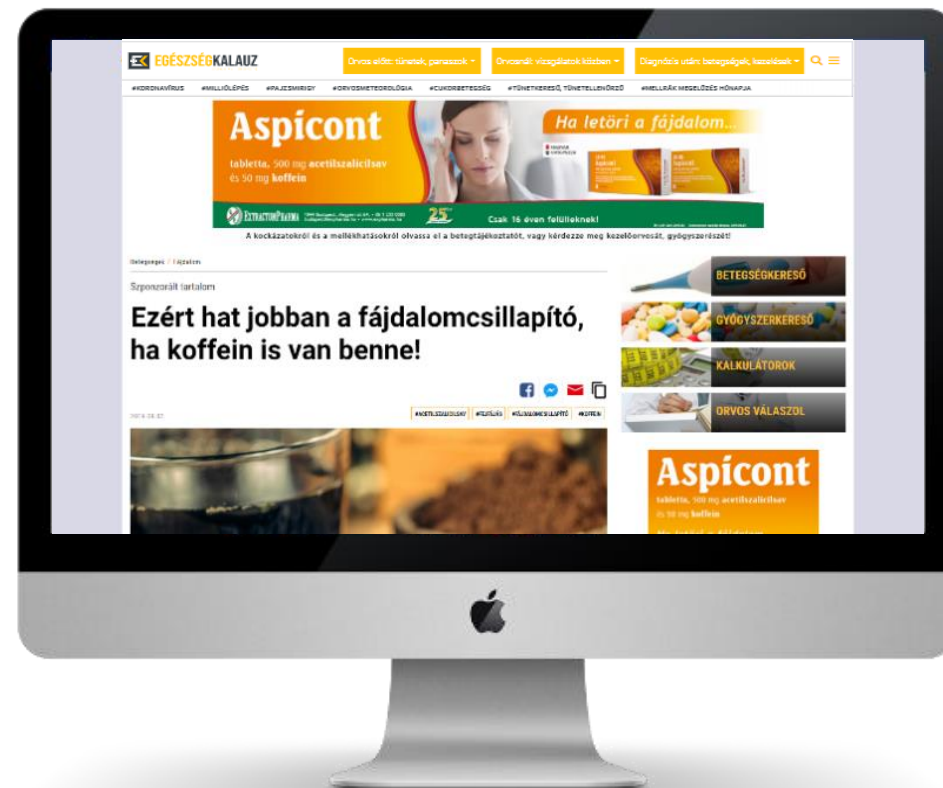 EK EGÉSZSÉGKALAUZ
Orvos előtt: tünetek, panaszok
Orvosnál: vizsgálatok közben
Diagnózis után: betegségek, kezelések
#KORONAVÍRUS #MILLIÓLÉPÉS #PAJZSMIRIGY #ORVOSMETEOROLÓGIA #CUKORBETEGSÉG #TÜNETKERESŐ, TÜNETELLENŐRZŐ #MELLRÁK MEGELŐZÉS HÓNAPJA
Aspicont
tabletta, 500 mg acetilszalicilsav
és 50 mg koffein
Ha letöri a fájdalom...
EXTRACTUMPHARMA
25
Csak 16 éven felülieknek!
A kockázatokról és a mellékhatásokról olvassa el a betegtájékoztatót, vagy kérdezze meg kezelőorvosát, gyógyszerészét!
Betegségek / Fájdalom
Szponzorált tartalom
Ezért hat jobban a fájdalomcsillapító,
ha koffein is van benne!
#FÁJDALOMCSILLAPÍTÓ #KOFFEIN
BETEGSÉGKERESŐ
GYÓGYSZERKERESŐ
KALKULÁTOROK
ORVOS VÁLASZOL
Aspicont
tabletta, 500 mg acetilszalicilsav
és 50 mg koffein
Ha letöri a fájdalom...